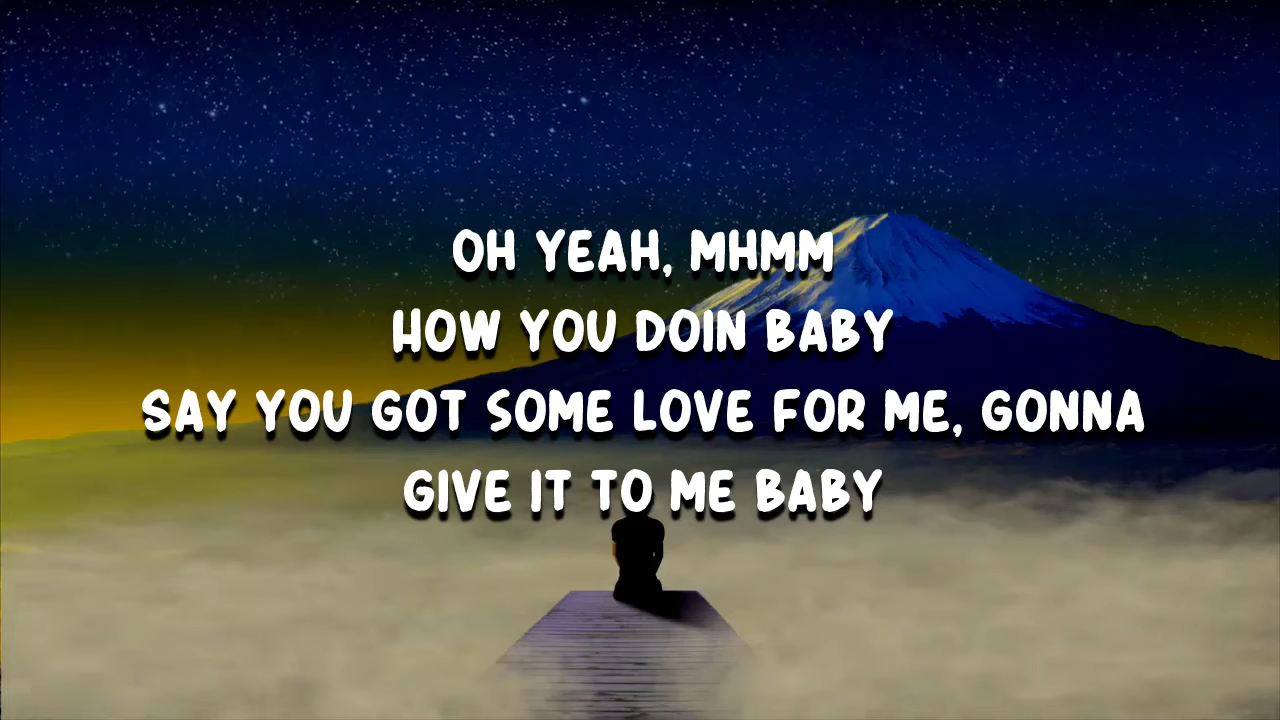 OH YEAH, MHMM
HOW YOU DOIN BABY
SAY YOU GOT SOME LOVE FOR ME, GONNA
GIVE IT TO ME BABY